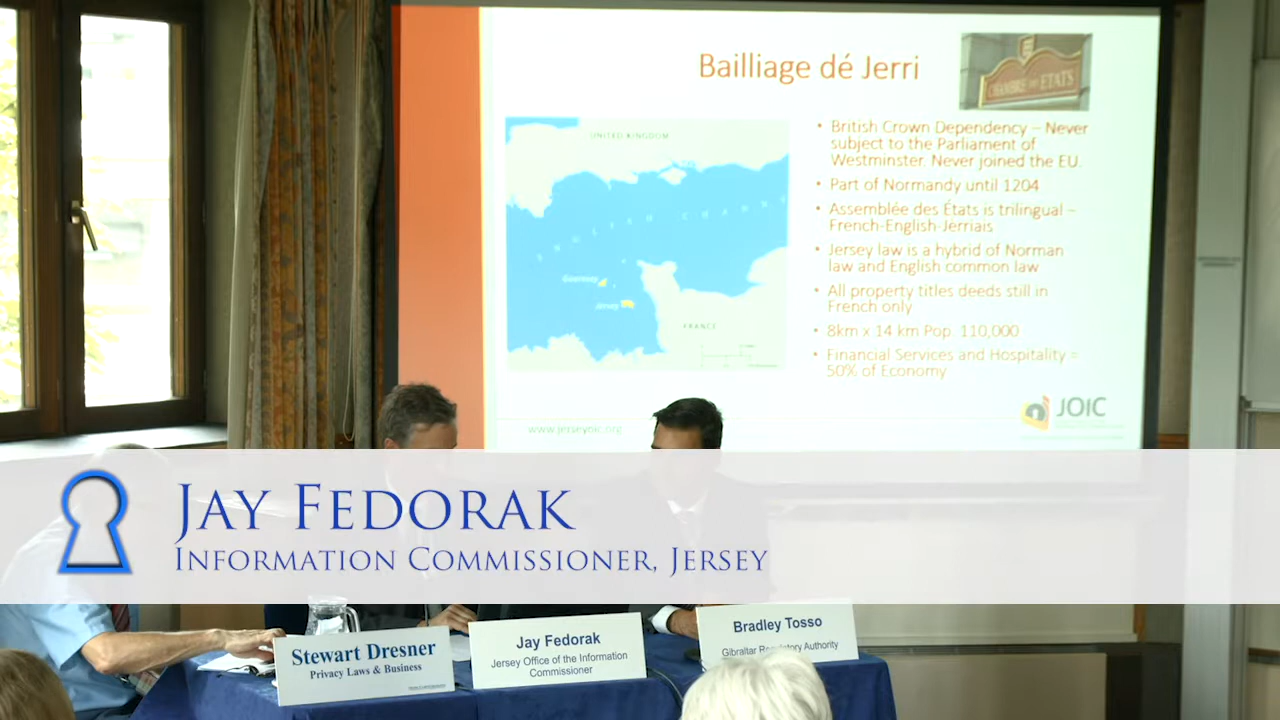 Bailliage dé Jerri
CHAMBRE DES ETATS
UNITED KINGDOM
ENGLISH CHANNEL
Guernsey
Jersey
FRANCE
• British Crown Dependency – Never
subject to the Parliament of
Westminster. Never joined the EU.
• Part of Normandy until 1204
• Assemblée des États is trilingual –
French-English-Jerriais
• Jersey law is a hybrid of Norman
law and English common law
• All property titles deeds still in
French only
• 8km x 14 km Pop. 110,000
• Financial Services and Hospitality =
50% of Economy
www.jerseyoic.org
JOIC
Jay Fedorak
Information Commissioner, Jersey
Stewart Dresner
Privacy Laws & Business
Jay Fedorak
Jersey Office of the Information
Commissioner
Bradley Tosso
Gibraltar Regulatory Authority